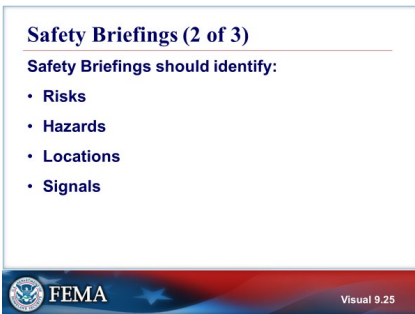 Safety Briefings (2 of 3)
Safety Briefings should identify:
• Risks
• Hazards
• Locations
• Signals
FEMA
Visual 9.25